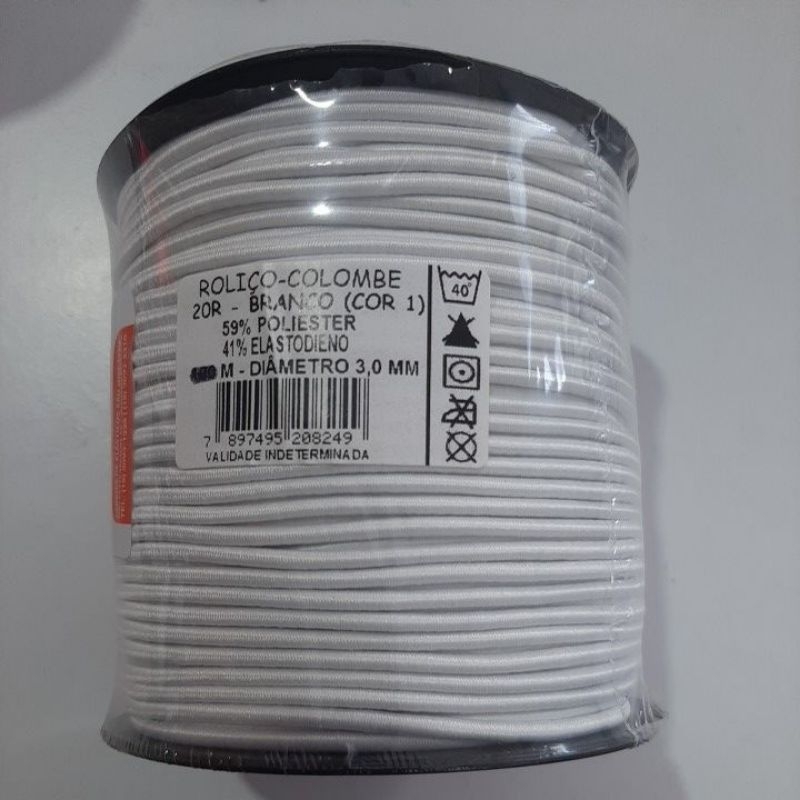 ROLIÇO-COLOMBE
20R - BRANCO (COR 1)
59% POLIESTER
41% ELASTODIENO
M - DIÂMETRO 3,0 MM
7 897495 208249
VALIDADE INDETERMINADA
40°